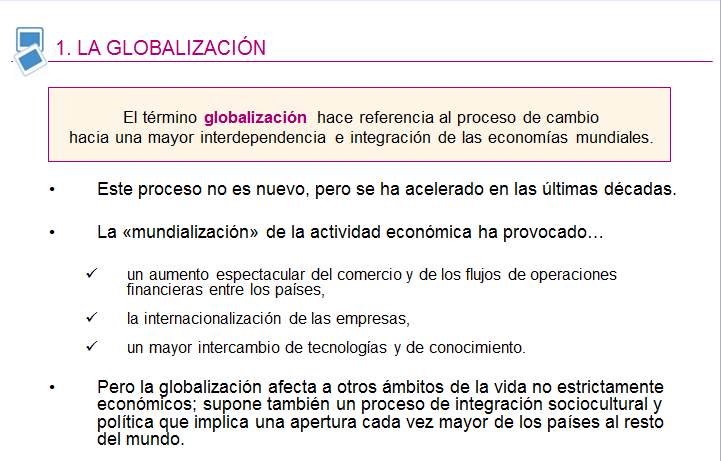 1. LA GLOBALIZACIÓN
El término globalización hace referencia al proceso de cambio
hacia una mayor interdependencia e integración de las economías mundiales.
• Este proceso no es nuevo, pero se ha acelerado en las últimas décadas.
• La «mundialización» de la actividad económica ha provocado…
✓ un aumento espectacular del comercio y de los flujos de operaciones
financieras entre los países,
✓ la internacionalización de las empresas,
✓ un mayor intercambio de tecnologías y de conocimiento.
• Pero la globalización afecta a otros ámbitos de la vida no estrictamente
económicos; supone también un proceso de integración sociocultural y
política que implica una apertura cada vez mayor de los países al resto
del mundo.